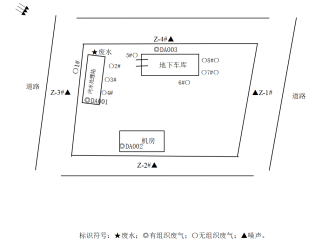 Z-4#▲
★废水
◎DA003
5#○
地下车库
○8#
○7#
6#○
○1#
○2#
○3#
○4#
污水处理站
◎DA001
道路
Z-3#▲
▲Z-1#
道路
机房
◎DA002
Z-2#▲
标识符号：★废水；◎有组织废气；○无组织废气；▲噪声。